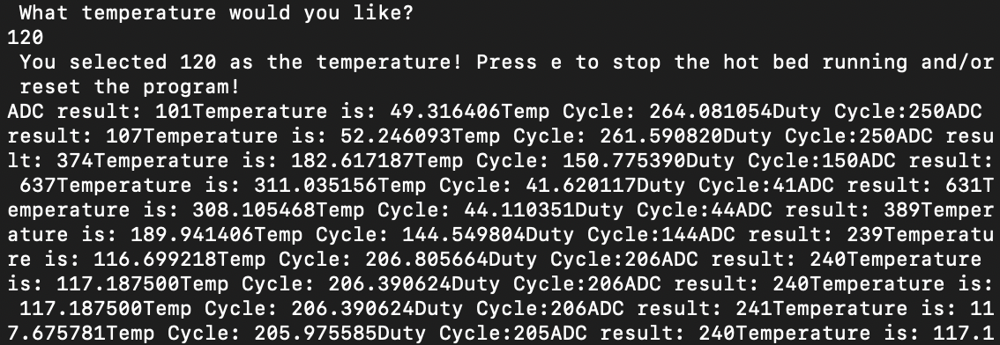 What temperature would you like?
120
You selected 120 as the temperature! Press e to stop the hot bed running and/or
reset the program!
ADC result: 101Temperature is: 49.316406Temp Cycle: 264.081054Duty Cycle:250ADC
result: 107Temperature is: 52.246093Temp Cycle: 261.590820Duty Cycle:250ADC resu
lt: 374Temperature is: 182.617187Temp Cycle: 150.775390Duty Cycle:150ADC result:
637Temperature is: 311.035156Temp Cycle: 41.620117Duty Cycle:41ADC result: 631T
emperature is: 308.105468Temp Cycle: 44.110351Duty Cycle:44ADC result: 389Temper
ature is: 189.941406Temp Cycle: 144.549804Duty Cycle:144ADC result: 239Temperatu
re is: 116.699218Temp Cycle: 206.805664Duty Cycle:206ADC result: 240Temperature
is: 117.187500Temp Cycle: 206.390624Duty Cycle:206ADC result: 240Temperature is:
117.187500Temp Cycle: 206.390624Duty Cycle:206ADC result: 241Temperature is: 11
7.675781Temp Cycle: 205.975585Duty Cycle:205ADC result: 240Temperature is: 117.1